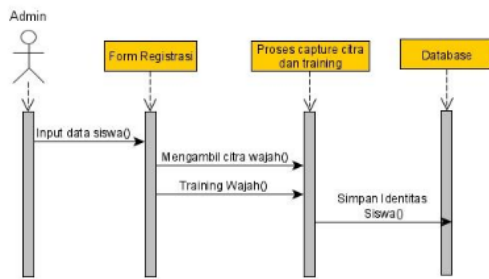 Admin
Form Registrasi
Proses capture citra
dan training
Database
Input data siswa()
Mengambil citra wajah()
Training Wajah()
Simpan Identitas
Siswa()